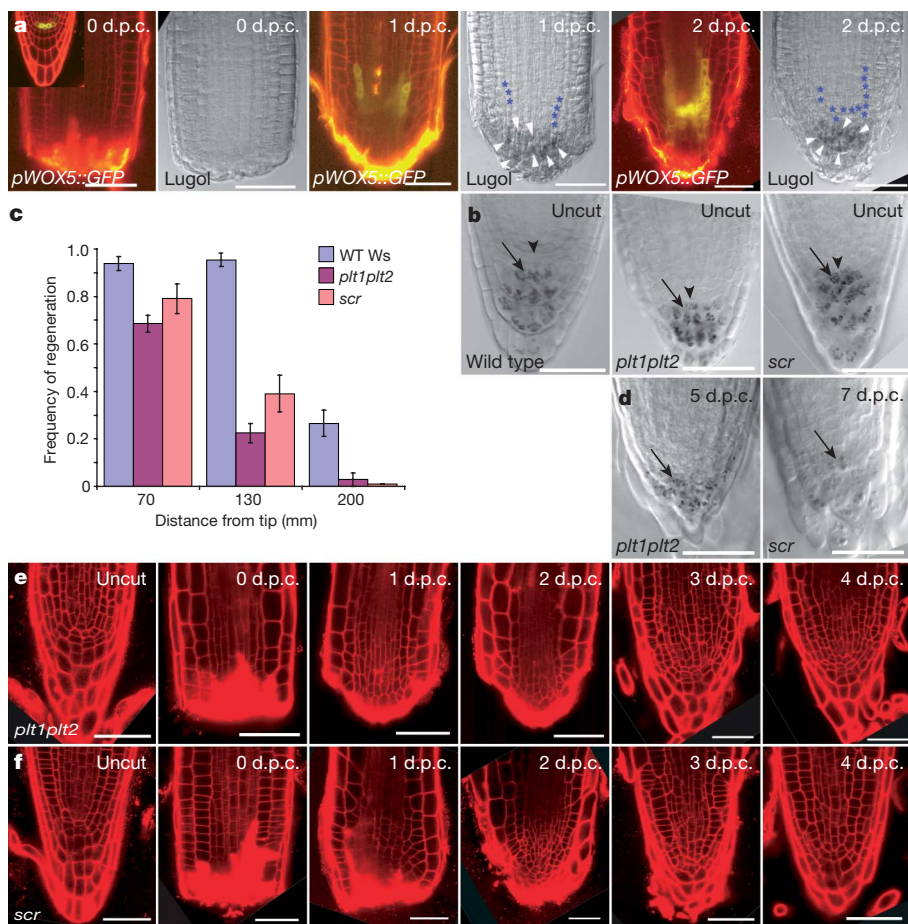 a
0 d.p.c.
pWOX5::GFP
0 d.p.c.
Lugol
1 d.p.c.
pWOX5::GFP
1 d.p.c.
Lugol
2 d.p.c.
pWOX5::GFP
2 d.p.c.
Lugol
b
Uncut
Wild type
Uncut
plt1plt2
Uncut
scr
c
Frequency of regeneration
1.0
0.8
0.6
0.4
0.2
0
70
130
200
Distance from tip (mm)
WT Ws
plt1plt2
scr
d
5 d.p.c.
plt1plt2
7 d.p.c.
scr
e
Uncut
plt1plt2
0 d.p.c.
1 d.p.c.
2 d.p.c.
3 d.p.c.
4 d.p.c.
f
Uncut
scr
0 d.p.c.
1 d.p.c.
2 d.p.c.
3 d.p.c.
4 d.p.c.